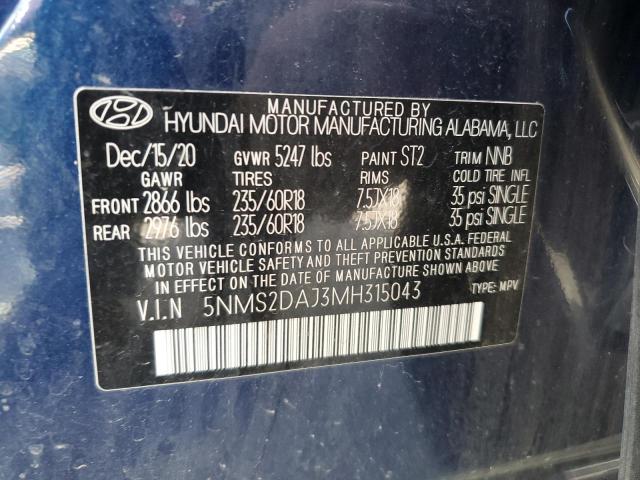 MANUFACTURED BY
HYUNDAI MOTOR MANUFACTURING ALABAMA, LLC
Dec/15/20 GVWR 5247 lbs PAINT ST2 TRIM NNB
GAWR TIRES RIMS COLD TIRE INFL
FRONT 2866 lbs 235/60R18 7.5JX18 35 psi SINGLE
REAR 2976 lbs 235/60R18 7.5JX18 35 psi SINGLE
THIS VEHICLE CONFORMS TO ALL APPLICABLE U.S.A. FEDERAL
MOTOR VEHICLE SAFETY AND THEFT PREVENTION STANDARDS
IN EFFECT ON THE DATE OF MANUFACTURE SHOWN ABOVE.
V.I.N 5NMS2DAJ3MH315043 TYPE: MPV